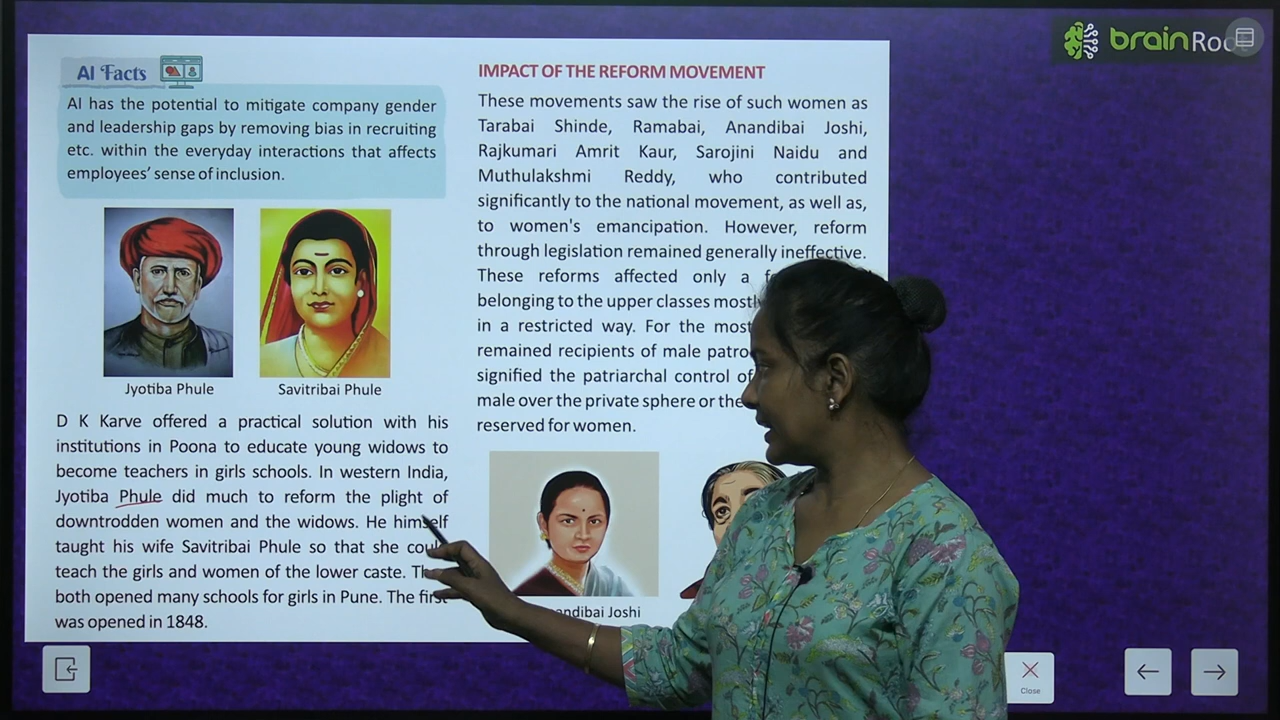 brainRoo
AI Facts
AI has the potential to mitigate company gender
and leadership gaps by removing bias in recruiting
etc. within the everyday interactions that affects
employees' sense of inclusion.
Jyotiba Phule
Savitribai Phule
D K Karve offered a practical solution with his
institutions in Poona to educate young widows to
become teachers in girls schools. In western India,
Jyotiba Phule did much to reform the plight of
downtrodden women and the widows. He himself
taught his wife Savitribai Phule so that she
teach the girls and women of the lower caste.
both opened many schools for girls in Pune. The first
was opened in 1848.
IMPACT OF THE REFORM MOVEMENT
These movements saw the rise of such women as
Tarabai Shinde, Ramabai, Anandibai Joshi,
Rajkumari Amrit Kaur, Sarojini Naidu and
Muthulakshmi Reddy, who contributed
significantly to the national movement, as well as,
to women's emancipation. However, reform
through legislation remained generally ineffective.
These reforms affected only a
belonging to the upper classes
in a restricted way. For the most
remained recipients of male
signified the patriarchal control of
male over the private sphere or the
reserved for women.
Joshi
Close